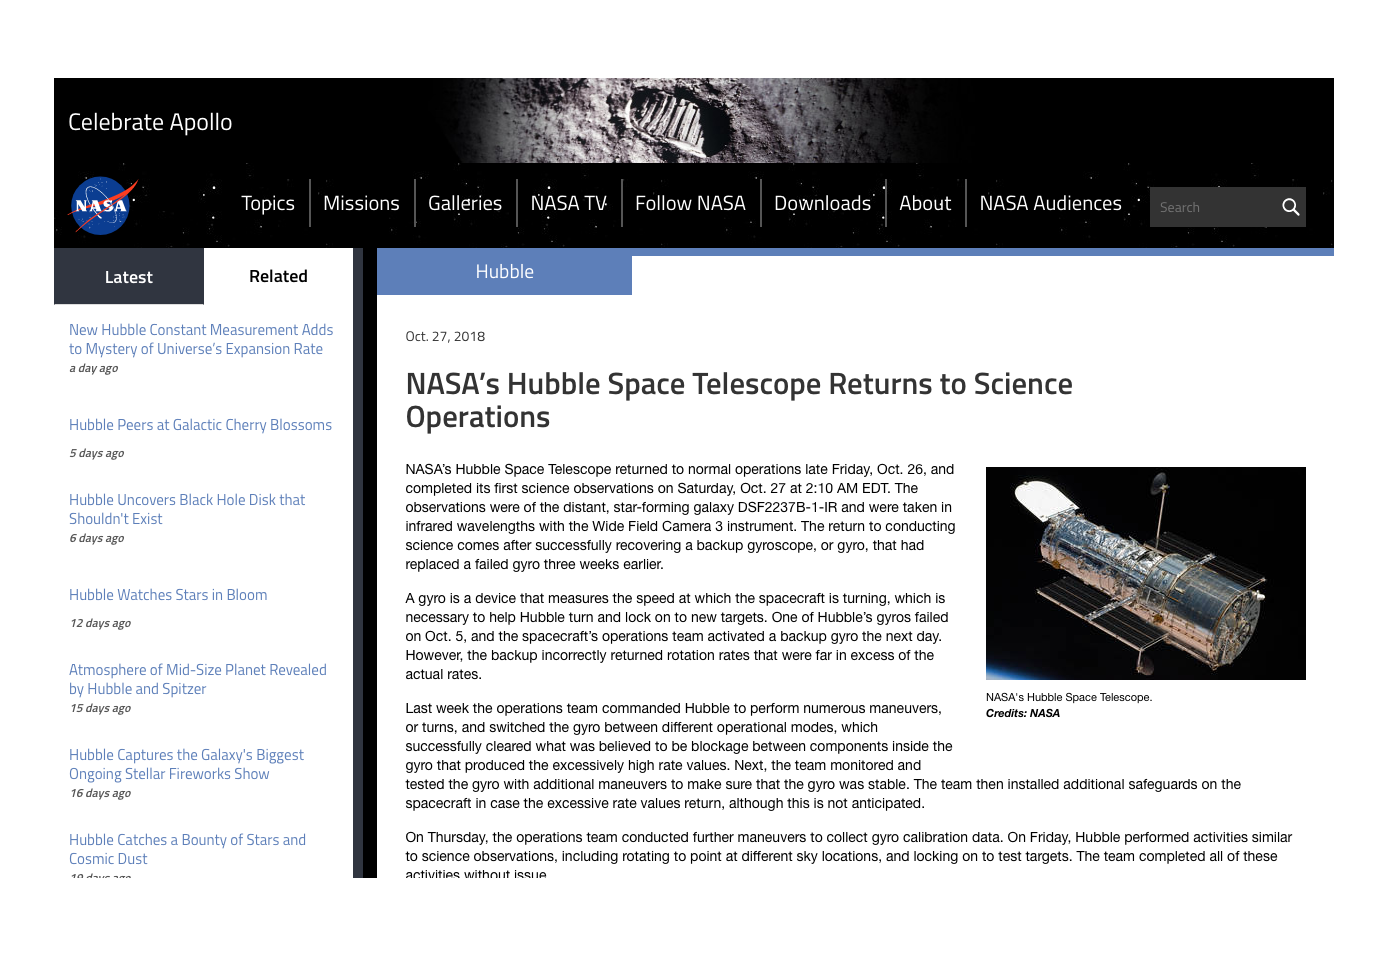 Celebrate Apollo
NASA
Topics
Missions
Galleries
NASA TV
Follow NASA
Downloads
About
NASA Audiences
Search
Latest
Related
New Hubble Constant Measurement Adds
to Mystery of Universe’s Expansion Rate
a day ago
Hubble Peers at Galactic Cherry Blossoms
5 days ago
Hubble Uncovers Black Hole Disk that
Shouldn't Exist
6 days ago
Hubble Watches Stars in Bloom
12 days ago
Atmosphere of Mid-Size Planet Revealed
by Hubble and Spitzer
15 days ago
Hubble Captures the Galaxy's Biggest
Ongoing Stellar Fireworks Show
16 days ago
Hubble Catches a Bounty of Stars and
Cosmic Dust
19 days ago
Hubble
Oct. 27, 2018
NASA’s Hubble Space Telescope Returns to Science
Operations
NASA’s Hubble Space Telescope returned to normal operations late Friday, Oct. 26, and
completed its first science observations on Saturday, Oct. 27 at 2:10 AM EDT. The
observations were of the distant, star-forming galaxy DSF2237B-1-IR and were taken in
infrared wavelengths with the Wide Field Camera 3 instrument. The return to conducting
science comes after successfully recovering a backup gyroscope, or gyro, that had
replaced a failed gyro three weeks earlier.
A gyro is a device that measures the speed at which the spacecraft is turning, which is
necessary to help Hubble turn and lock on to new targets. One of Hubble’s gyros failed
on Oct. 5, and the spacecraft’s operations team activated a backup gyro the next day.
However, the backup incorrectly returned rotation rates that were far in excess of the
actual rates.
Last week the operations team commanded Hubble to perform numerous maneuvers,
or turns, and switched the gyro between different operational modes, which
successfully cleared what was believed to be blockage between components inside the
gyro that produced the excessively high rate values. Next, the team monitored and
tested the gyro with additional maneuvers to make sure that the gyro was stable. The team then installed additional safeguards on the
spacecraft in case the excessive rate values return, although this is not anticipated.
On Thursday, the operations team conducted further maneuvers to collect gyro calibration data. On Friday, Hubble performed activities similar
to science observations, including rotating to point at different sky locations, and locking on to test targets. The team completed all of these
activities without issue.
NASA's Hubble Space Telescope.
Credits: NASA